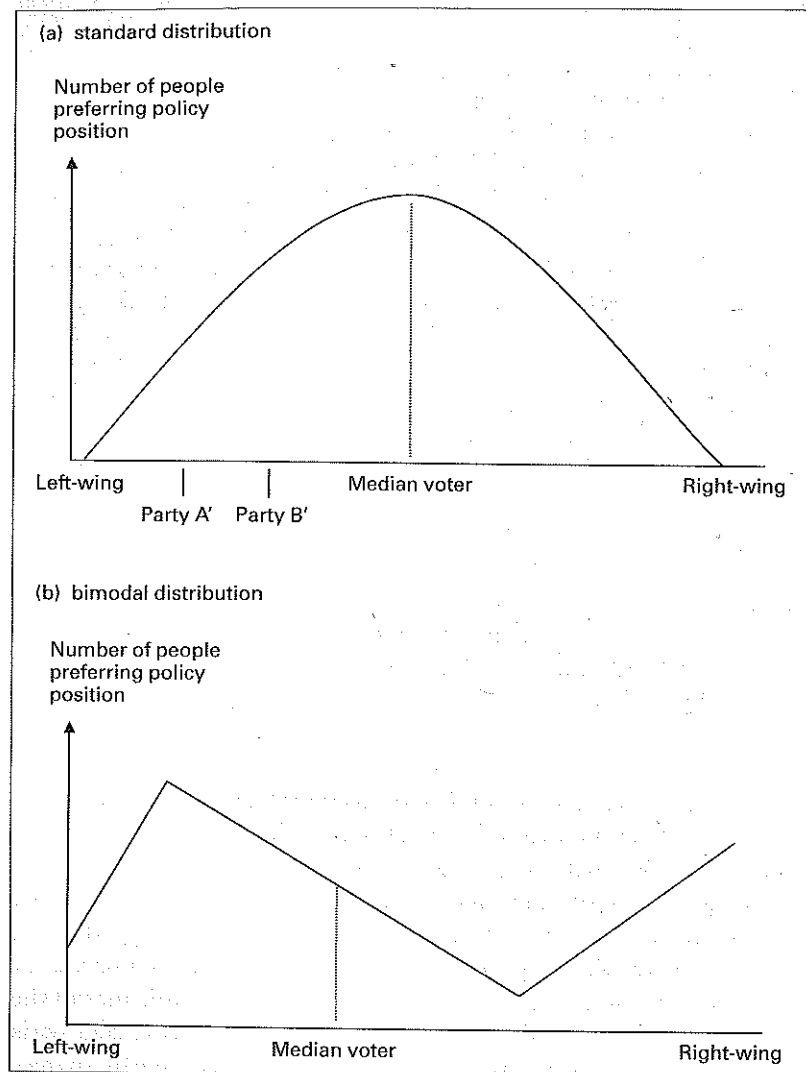 (a) standard distribution
Number of people
preferring policy
position
Left-wing
Median voter
Right-wing
Party A′ Party B′
(b) bimodal distribution
Number of people
preferring policy
position
Left-wing
Median voter
Right-wing